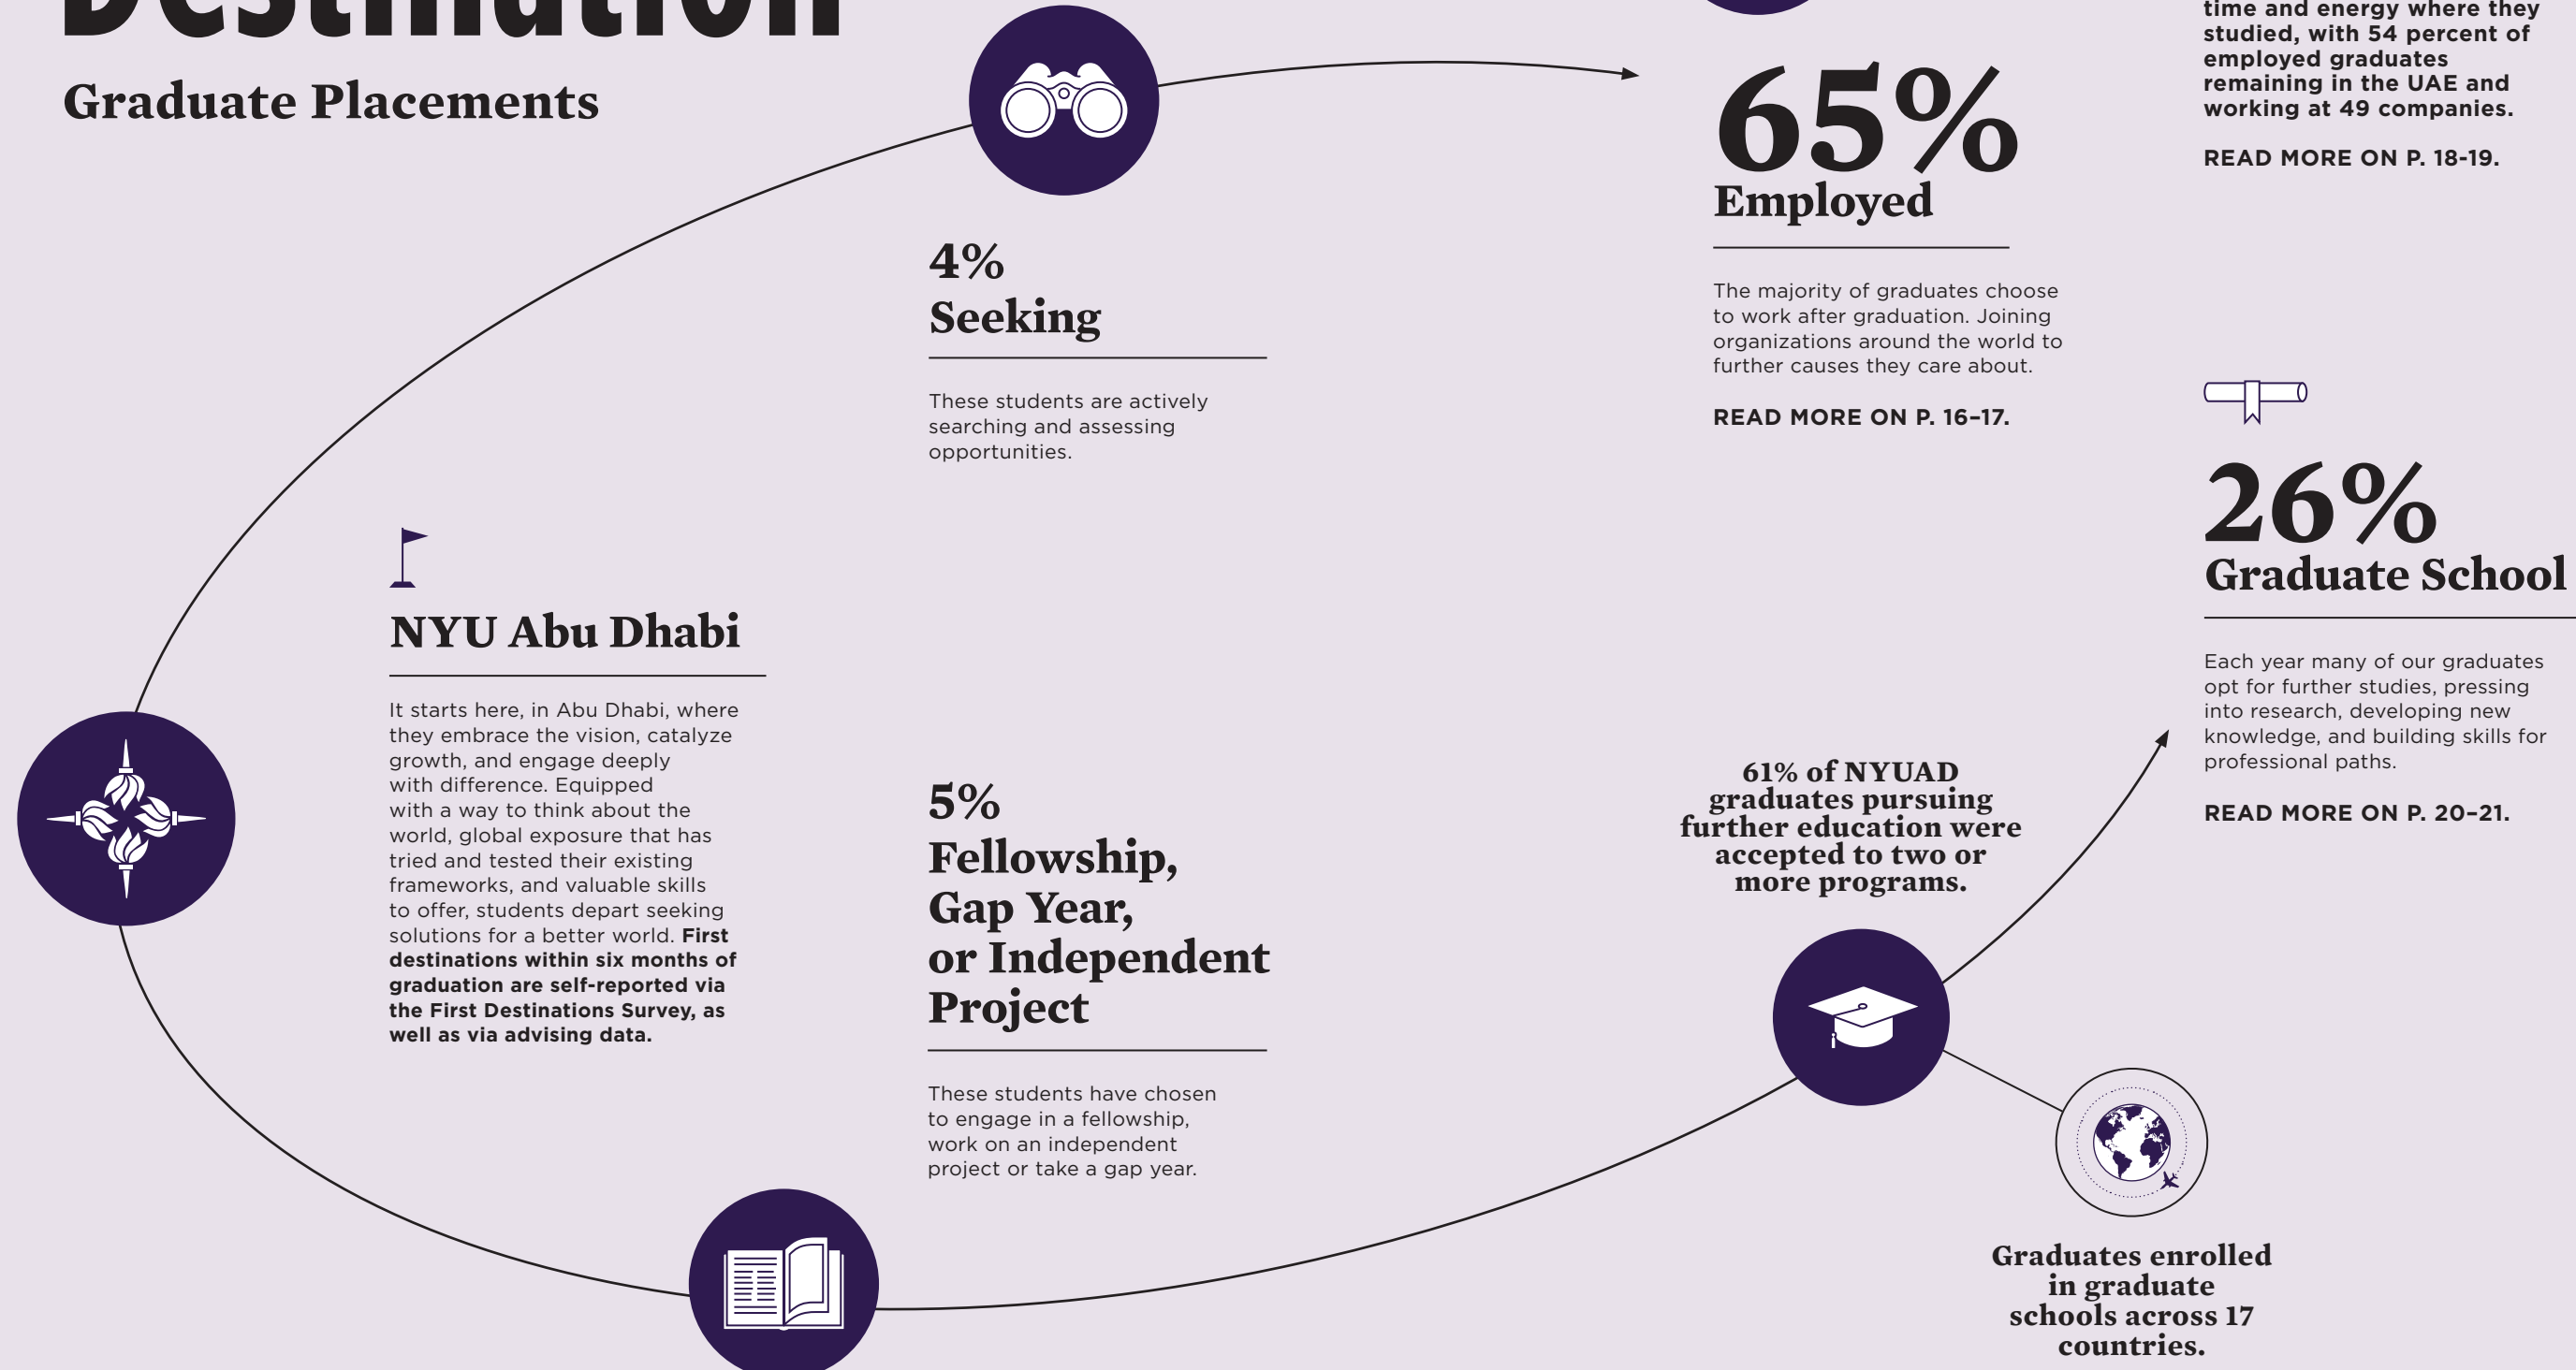 Destination
Graduate Placements
4%
Seeking
These students are actively
searching and assessing
opportunities.
65%
Employed
The majority of graduates choose
to work after graduation. Joining
organizations around the world to
further causes they care about.
READ MORE ON P. 16–17.
time and energy where they
studied, with 54 percent of
employed graduates
remaining in the UAE and
working at 49 companies.
READ MORE ON P. 18-19.
NYU Abu Dhabi
It starts here, in Abu Dhabi, where
they embrace the vision, catalyze
growth, and engage deeply
with difference. Equipped
with a way to think about the
world, global exposure that has
tried and tested their existing
frameworks, and valuable skills
to offer, students depart seeking
solutions for a better world. First
destinations within six months of
graduation are self-reported via
the First Destinations Survey, as
well as via advising data.
5%
Fellowship,
Gap Year,
or Independent
Project
These students have chosen
to engage in a fellowship,
work on an independent
project or take a gap year.
61% of NYUAD
graduates pursuing
further education were
accepted to two or
more programs.
26%
Graduate School
Each year many of our graduates
opt for further studies, pressing
into research, developing new
knowledge, and building skills for
professional paths.
READ MORE ON P. 20–21.
Graduates enrolled
in graduate
schools across 17
countries.